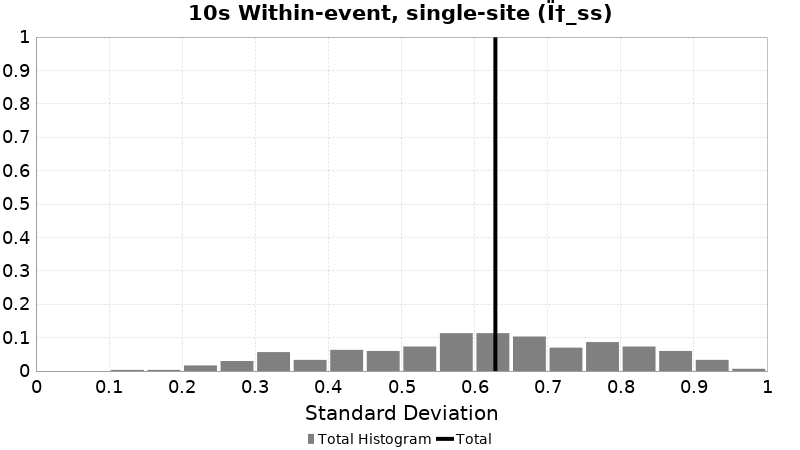 10s Within-event, single-site (Ï†_ss)
1
0.9
0.8
0.7
0.6
0.5
0.4
0.3
0.2
0.1
0
0 0.1 0.2 0.3 0.4 0.5 0.6 0.7 0.8 0.9 1
Standard Deviation
Total Histogram Total